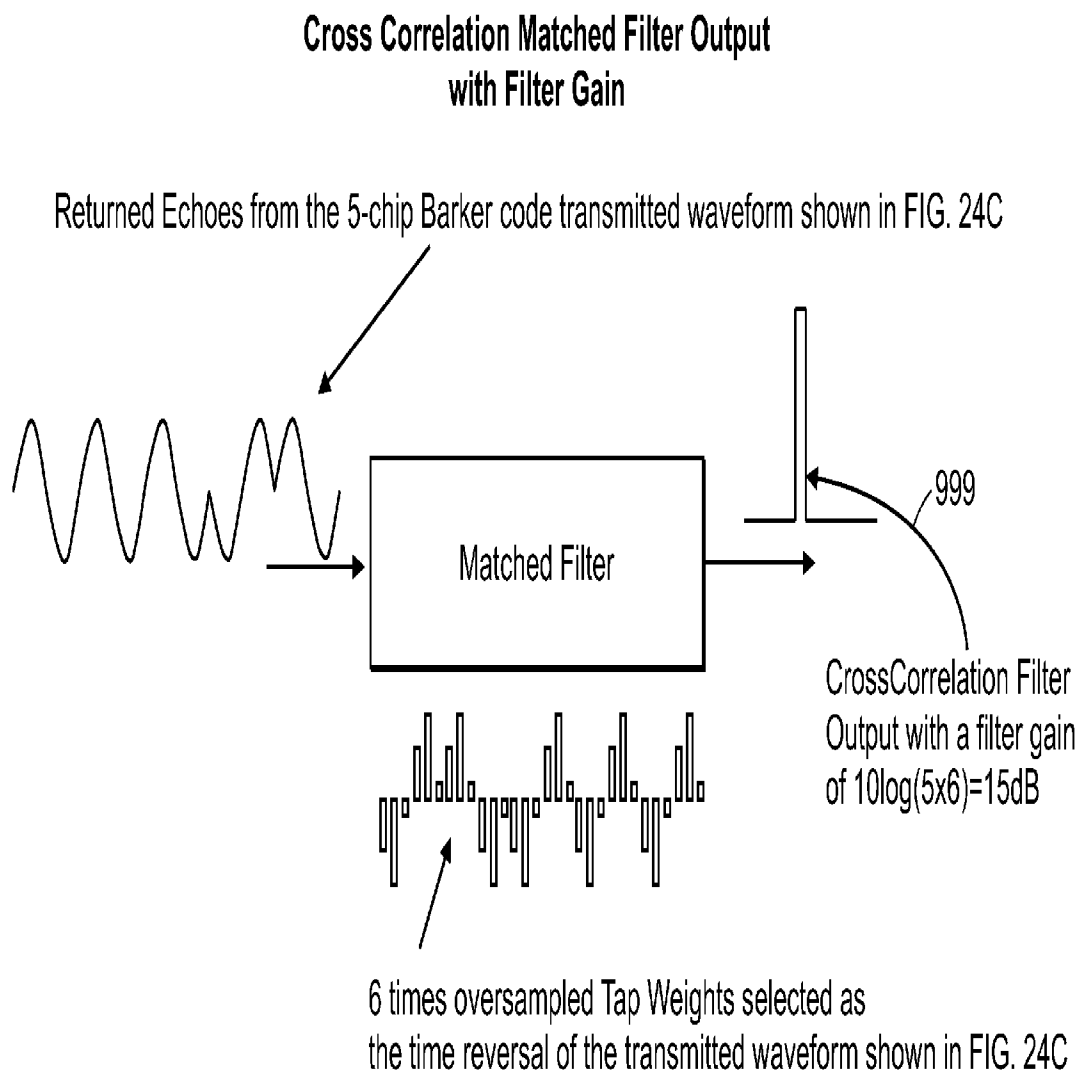 Cross Correlation Matched Filter Output
with Filter Gain
Returned Echoes from the 5-chip Barker code transmitted waveform shown in FIG. 24C
999
Matched Filter
CrossCorrelation Filter
Output with a filter gain
of 10log(5x6)=15dB
6 times oversampled Tap Weights selected as
the time reversal of the transmitted waveform shown in FIG. 24C